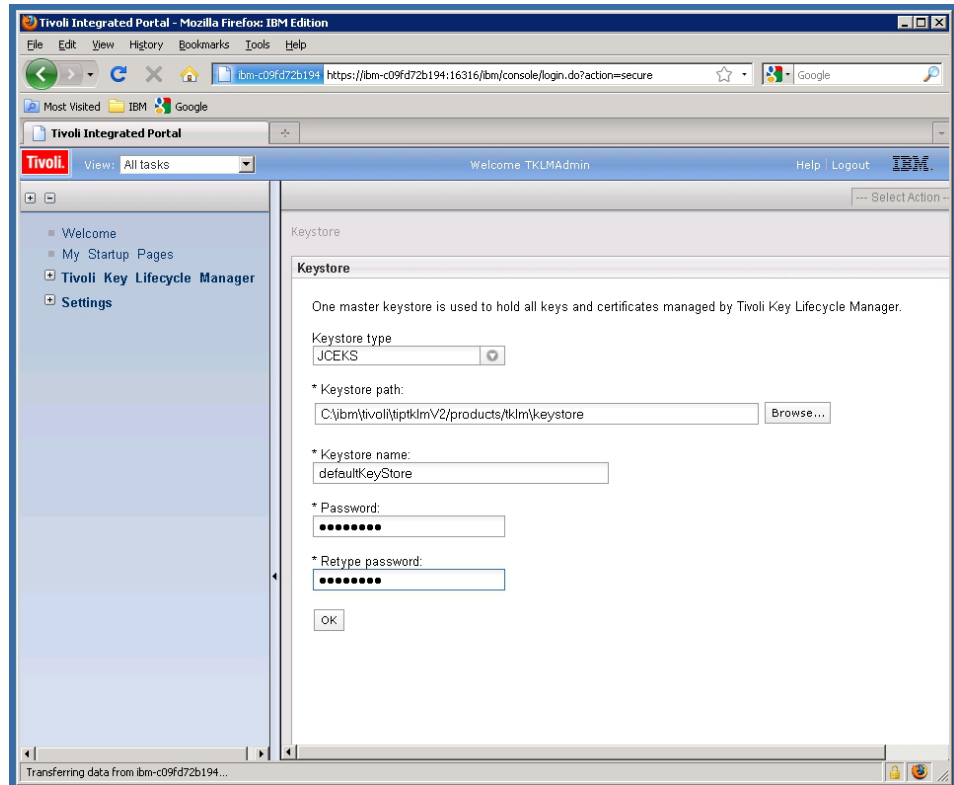 Tivoli Integrated Portal - Mozilla Firefox: IBM Edition
File Edit View History Bookmarks Tools Help
ibm-c09fd72b194 https://ibm-c09fd72b194:16316/ibm/console/login.do?action=secure Google
Most Visited IBM Google
Tivoli Integrated Portal
Tivoli. View: All tasks Welcome TKLMAdmin Help Logout IBM.
--- Select Action --
Welcome
My Startup Pages
Tivoli Key Lifecycle Manager
Settings
Keystore
Keystore
One master keystore is used to hold all keys and certificates managed by Tivoli Key Lifecycle Manager.
Keystore type
JCEKS
* Keystore path:
C:\ibm\tivoli\tiptklmV2/products/tklm\keystore Browse...
* Keystore name:
defaultKeyStore
* Password:
●●●●●●●●
* Retype password:
●●●●●●●●
OK
Transferring data from ibm-c09fd72b194...